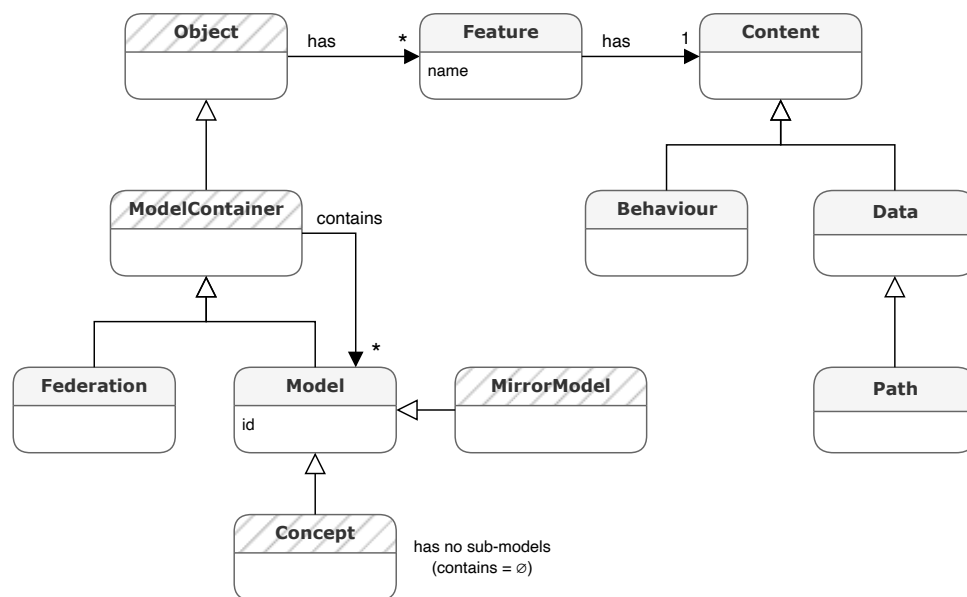 Object
has
*
Feature
name
has
1
Content
ModelContainer
contains
*
Behaviour
Data
Federation
Model
id
MirrorModel
Path
Concept
has no sub-models
(contains = ∅)